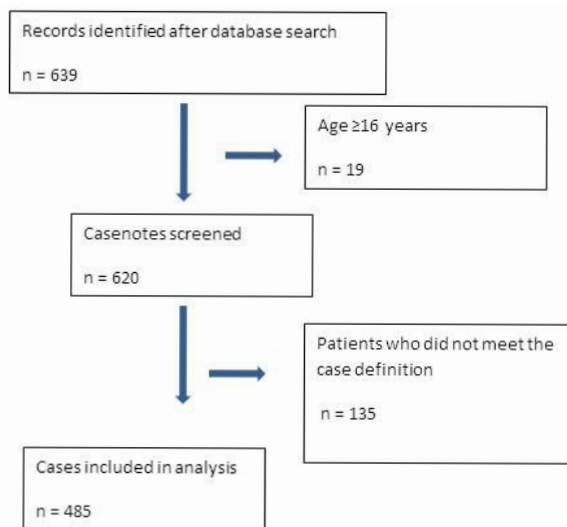 Records identified after database search
n = 639
Age ≥16 years
n = 19
Casenotes screened
n = 620
Patients who did not meet the
case definition
n = 135
Cases included in analysis
n = 485